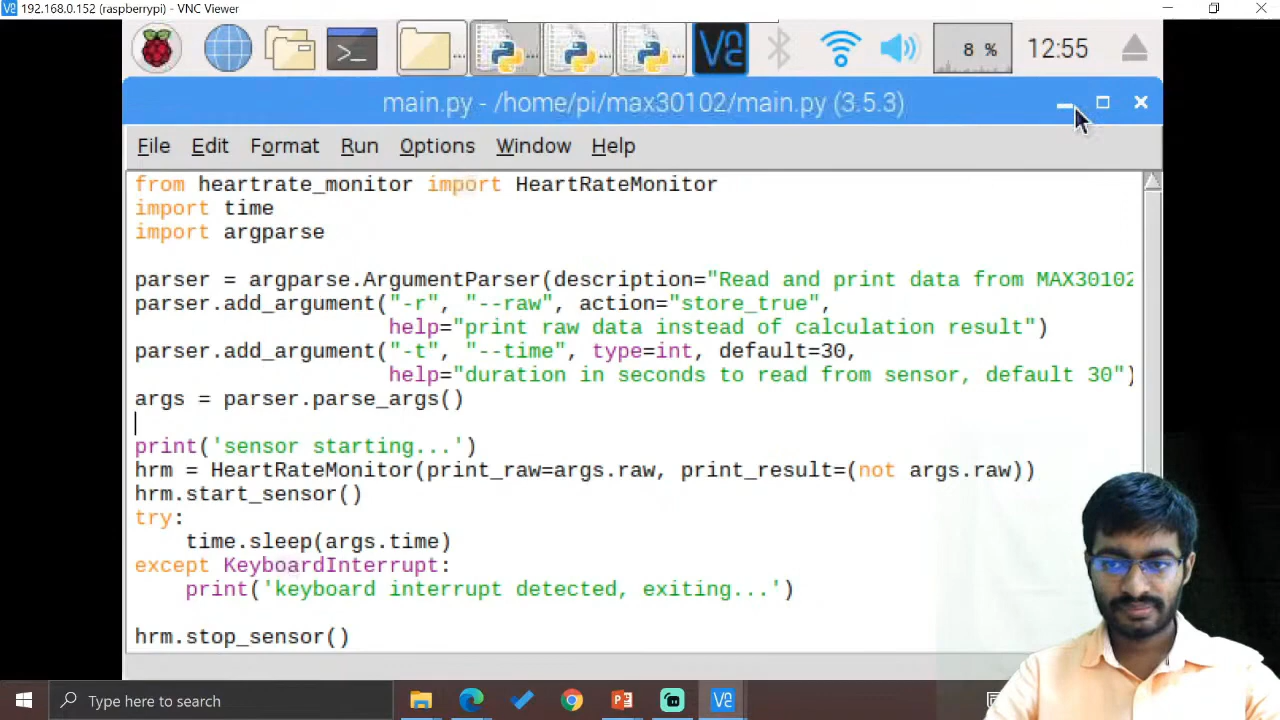 192.168.0.152 (raspberrypi) - VNC Viewer
8 %
12:55
main.py - /home/pi/max30102/main.py (3.5.3)
File Edit Format Run Options Window Help
from heartrate_monitor import HeartRateMonitor
import time
import argparse
parser = argparse.ArgumentParser(description="Read and print data from MAX30102
parser.add_argument("-r", "--raw", action="store_true",
help="print raw data instead of calculation result")
parser.add_argument("-t", "--time", type=int, default=30,
help="duration in seconds to read from sensor, default 30")
args = parser.parse_args()
print('sensor starting...')
hrm = HeartRateMonitor(print_raw=args.raw, print_result=(not args.raw))
hrm.start_sensor()
try:
time.sleep(args.time)
except KeyboardInterrupt:
print('keyboard interrupt detected, exiting...')
hrm.stop_sensor()
Type here to search